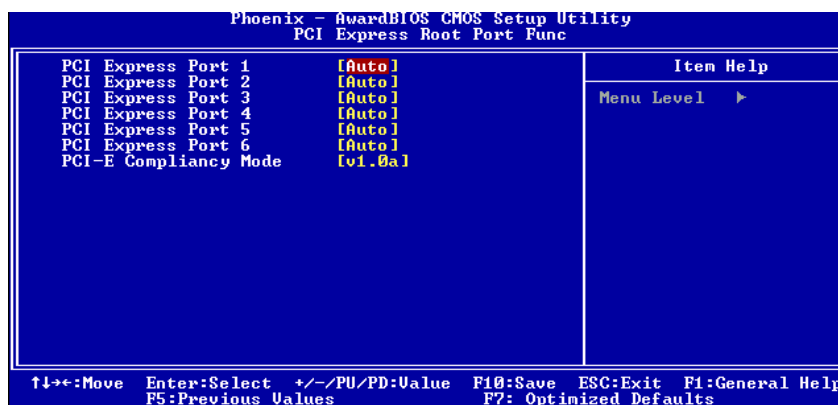 Phoenix - AwardBIOS CMOS Setup Utility
PCI Express Root Port Func
PCI Express Port 1 [Auto]
PCI Express Port 2 [Auto]
PCI Express Port 3 [Auto]
PCI Express Port 4 [Auto]
PCI Express Port 5 [Auto]
PCI Express Port 6 [Auto]
PCI-E Compliancy Mode [v1.0a]
Item Help
Menu Level ►
↑↓→←:Move Enter:Select +/-/PU/PD:Value F10:Save ESC:Exit F1:General Help
F5:Previous Values F7: Optimized Defaults